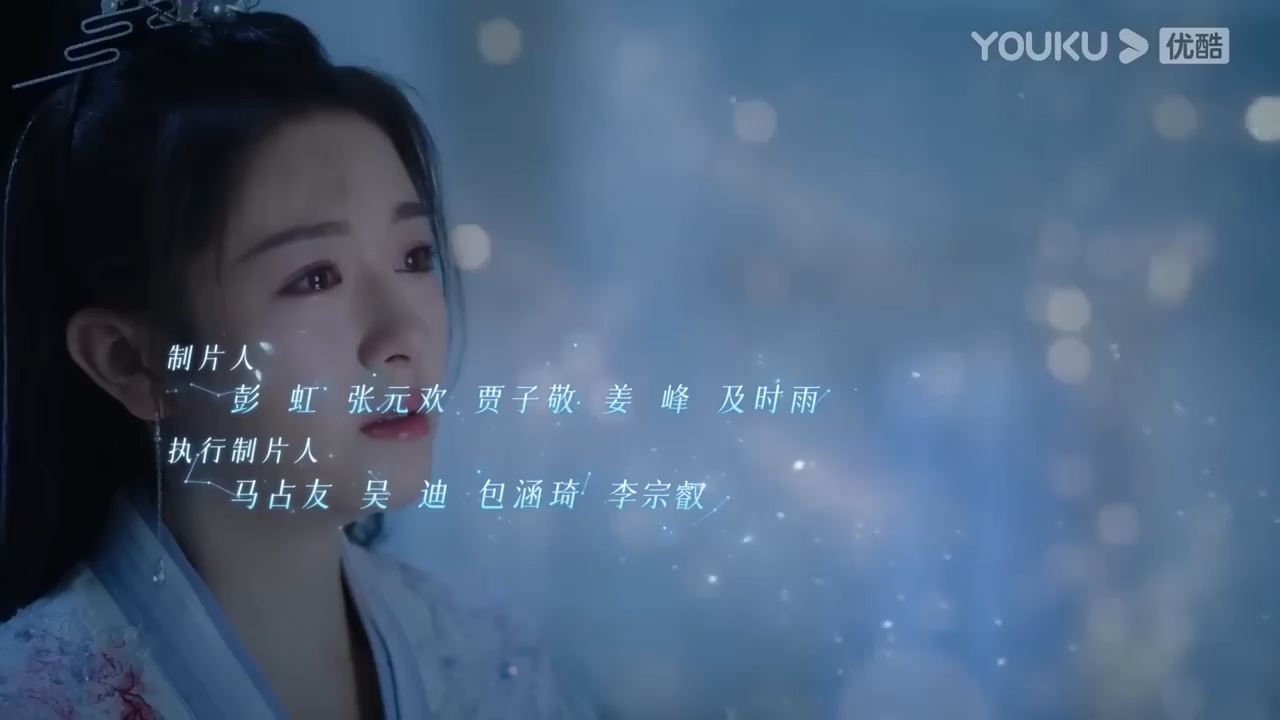 YOUKU 优酷
制片人
彭 虹 张元欢 贾子敬 姜 峰 及时雨
执行制片人
马占友 吴 迪 包涵琦 李宗叡